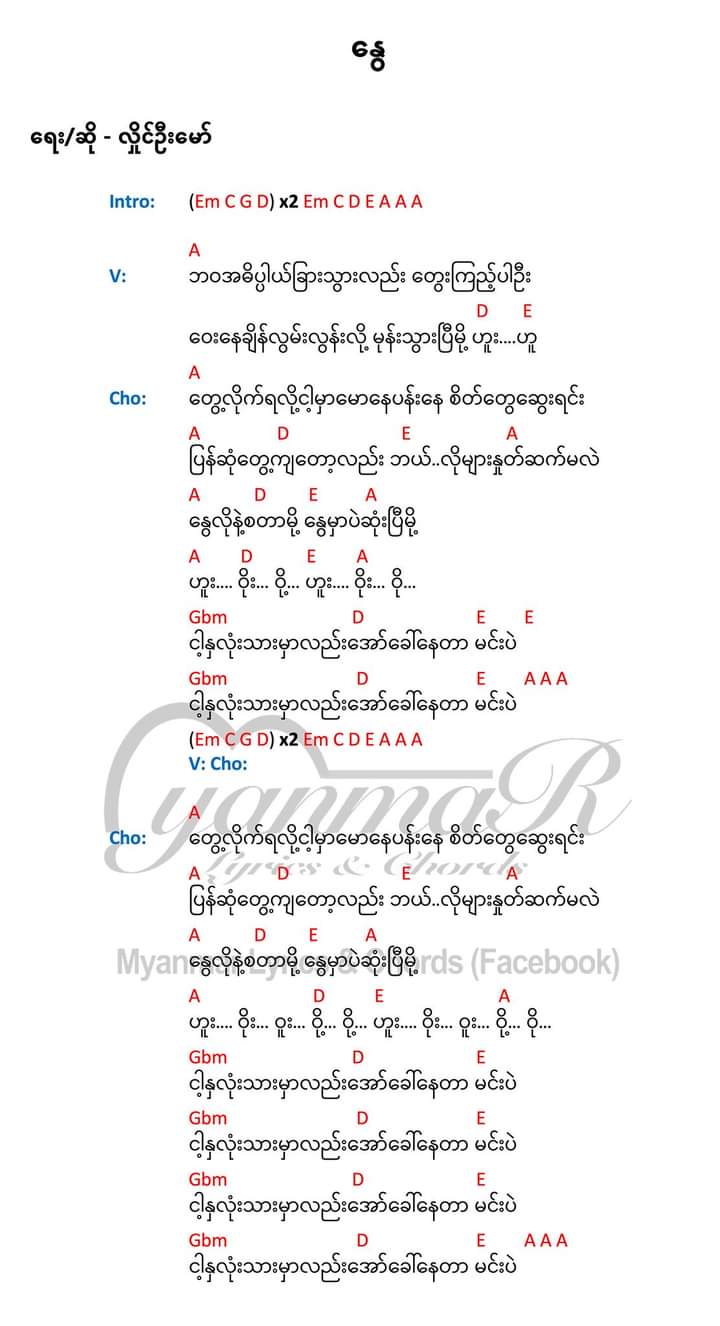 နွေ
ရေး/ဆို - လှိုင်ဦးမော်
Intro: (Em C G D) x2 Em C D E A A A
A
V: ဘဝအဓိပ္ပါယ်ခြားသွားလည်း တွေးကြည့်ပါဦး
D E
ဝေးနေချိန်လွမ်းလွန်းလို့ မုန်းသွားပြီမို့ ဟူး....ဟူ
A
Cho: တွေ့လိုက်ရလို့ငါ့မှာမောနေပန်းနေ စိတ်တွေဆွေးရင်း
A D E A
ပြန်ဆုံတွေ့ကျတော့လည်း ဘယ်..လိုများနှုတ်ဆက်မလဲ
A D E A
နွေလိုနဲ့စတာမို့ နွေမှာပဲဆုံးပြီမို့
A D E A
ဟူး.... ဝိုး... ဝို့... ဟူး.... ဝိုး... ဝို...
Gbm D E E
ငါ့နှလုံးသားမှာလည်းအော်ခေါ်နေတာ မင်းပဲ
Gbm D E A A A
ငါ့နှလုံးသားမှာလည်းအော်ခေါ်နေတာ မင်းပဲ
(Em C G D) x2 Em C D E A A A
V: Cho:
A
Cho: တွေ့လိုက်ရလို့ငါ့မှာမောနေပန်းနေ စိတ်တွေဆွေးရင်း
A D E A
ပြန်ဆုံတွေ့ကျတော့လည်း ဘယ်..လိုများနှုတ်ဆက်မလဲ
A D E A
နွေလိုနဲ့စတာမို့ နွေမှာပဲဆုံးပြီမို့
A D E A
ဟူး.... ဝိုး... ဝူး... ဝို့... ဝို့... ဟူး.... ဝိုး... ဝူး... ဝို့... ဝို...
Gbm D E
ငါ့နှလုံးသားမှာလည်းအော်ခေါ်နေတာ မင်းပဲ
Gbm D E
ငါ့နှလုံးသားမှာလည်းအော်ခေါ်နေတာ မင်းပဲ
Gbm D E
ငါ့နှလုံးသားမှာလည်းအော်ခေါ်နေတာ မင်းပဲ
Gbm D E A A A
ငါ့နှလုံးသားမှာလည်းအော်ခေါ်နေတာ မင်းပဲ
MyanmaR
Lyrics & Chords
Myanmar Lyrics & Chords (Facebook)